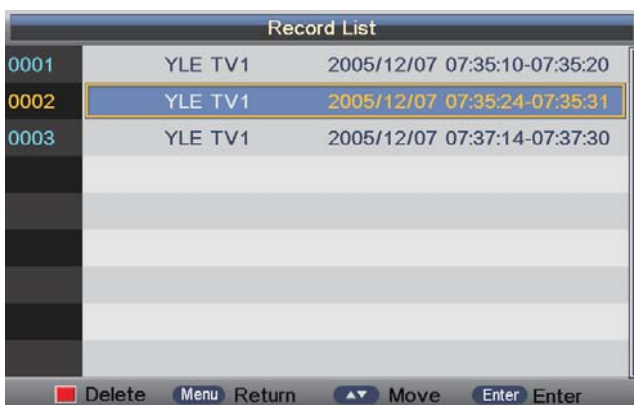 Record List
0001 YLE TV1 2005/12/07 07:35:10-07:35:20
0002 YLE TV1 2005/12/07 07:35:24-07:35:31
0003 YLE TV1 2005/12/07 07:37:14-07:37:30
Delete Menu Return Move Enter Enter